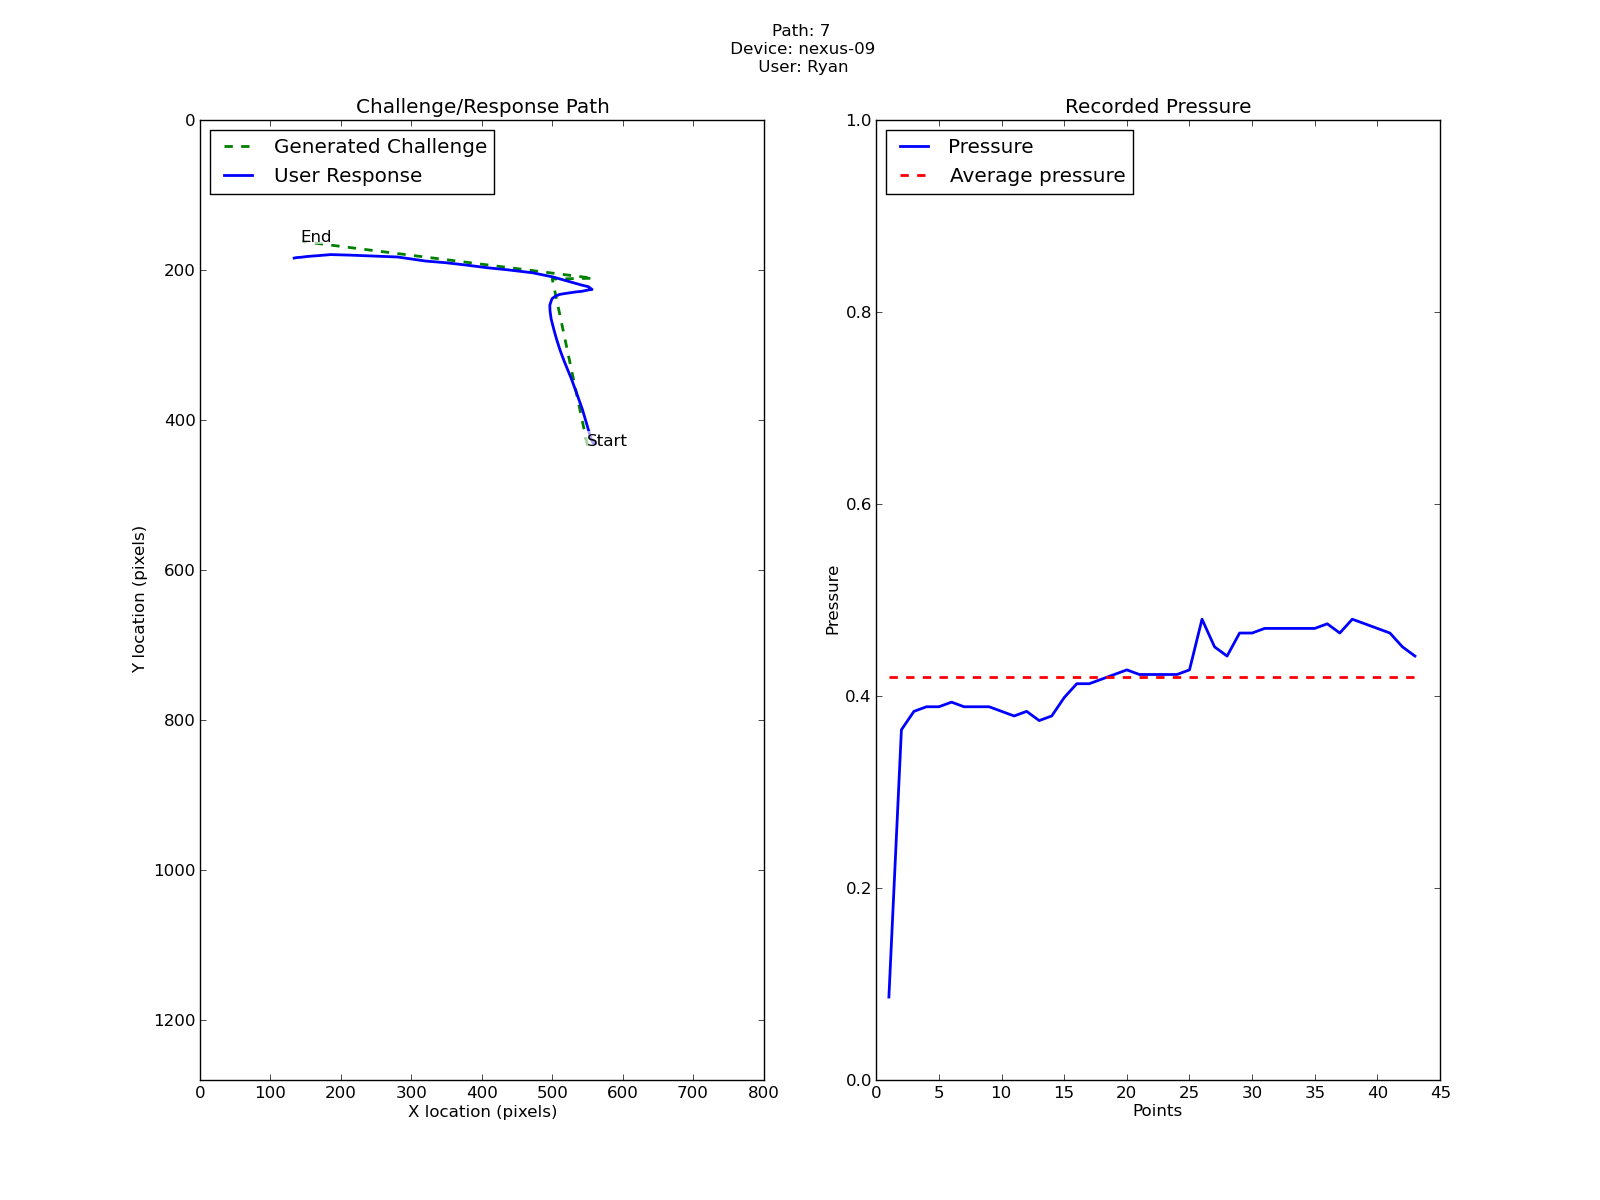 Path: 7
Device: nexus-09
User: Ryan
Challenge/Response Path
Generated Challenge
User Response
End
Start
0
200
400
600
800
1000
1200
Y location (pixels)
0 100 200 300 400 500 600 700 800
X location (pixels)
Recorded Pressure
Pressure
Average pressure
1.0
0.8
0.6
0.4
0.2
0.0
Pressure
0 5 10 15 20 25 30 35 40 45
Points